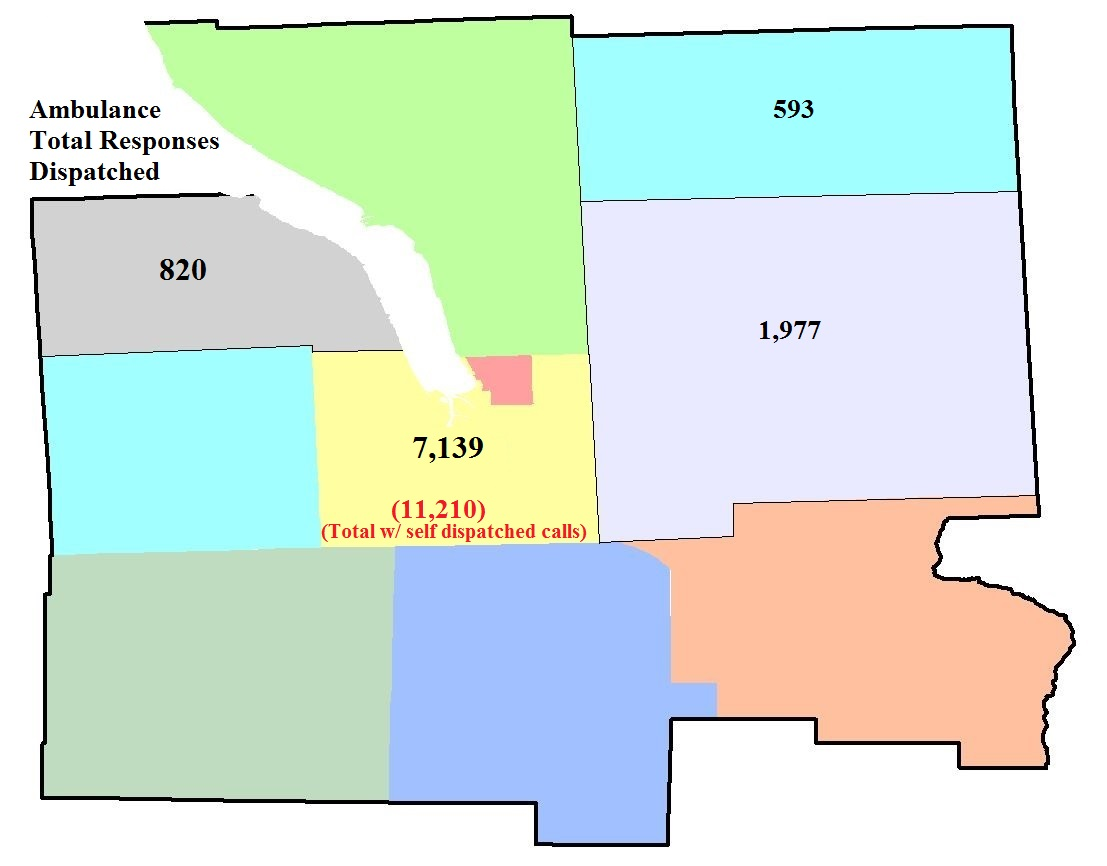 Ambulance
Total Responses
Dispatched
593
820
1,977
7,139
(11,210)
(Total w/ self dispatched calls)